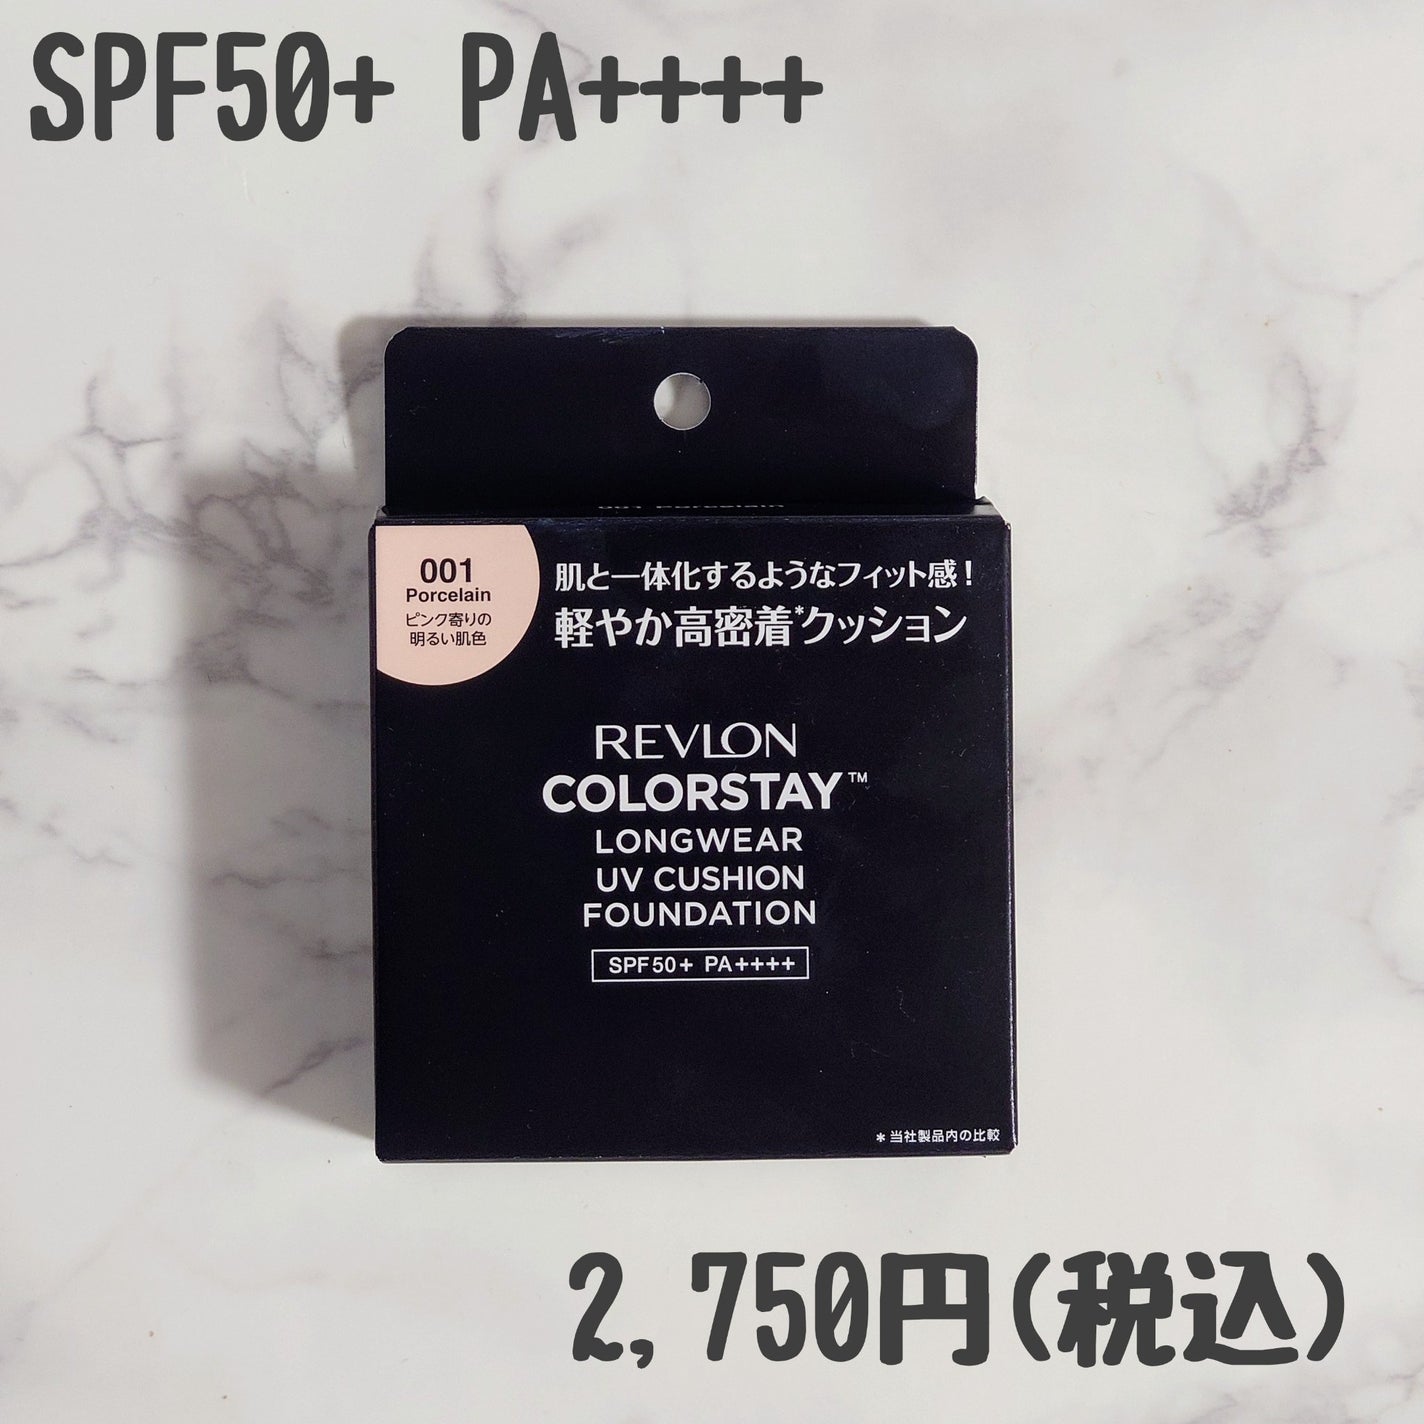 SPF50+ PA++++
001 Porcelain
001
Porcelain
ピンク寄りの
明るい肌色
肌と一体化するようなフィット感!
軽やか高密着*クッション
REVLON
COLORSTAY™
LONGWEAR
UV CUSHION
FOUNDATION
SPF50+ PA++++
*当社製品内の比較
2,750円(税込)